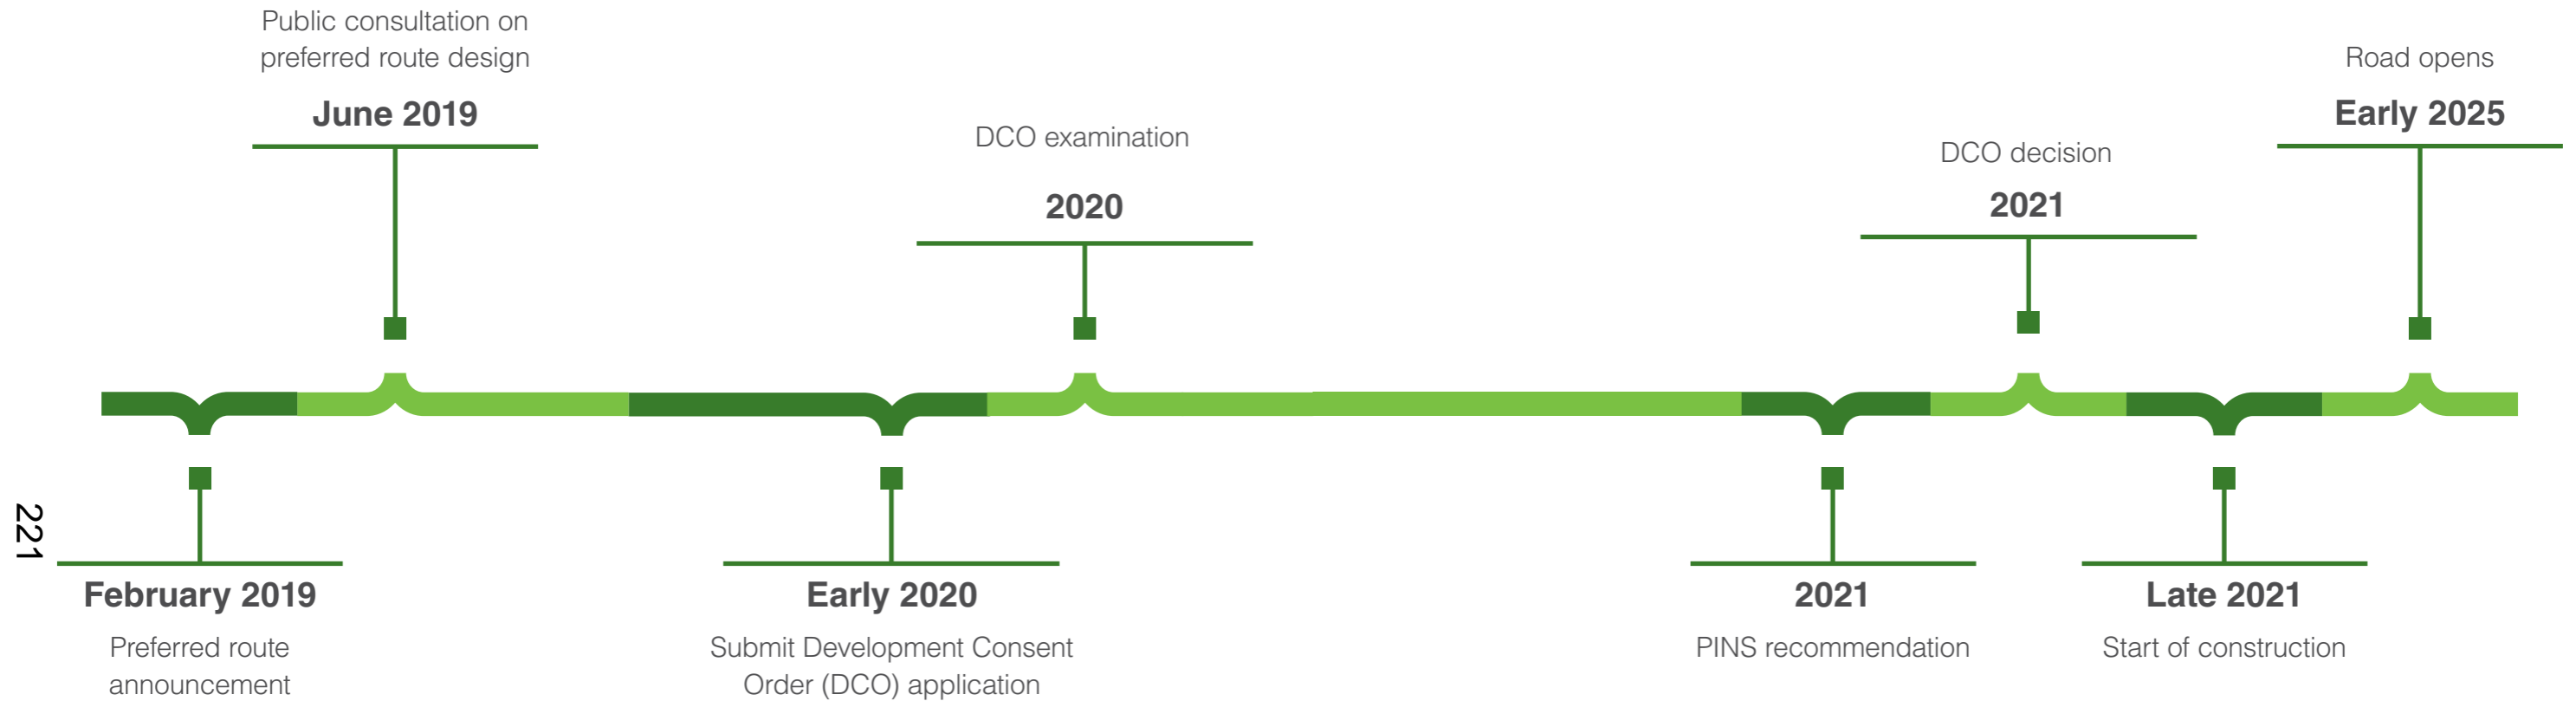 Public consultation on
preferred route design
June 2019
DCO examination
2020
DCO decision
2021
Road opens
Early 2025
221
February 2019
Preferred route
announcement
Early 2020
Submit Development Consent
Order (DCO) application
2021
PINS recommendation
Late 2021
Start of construction